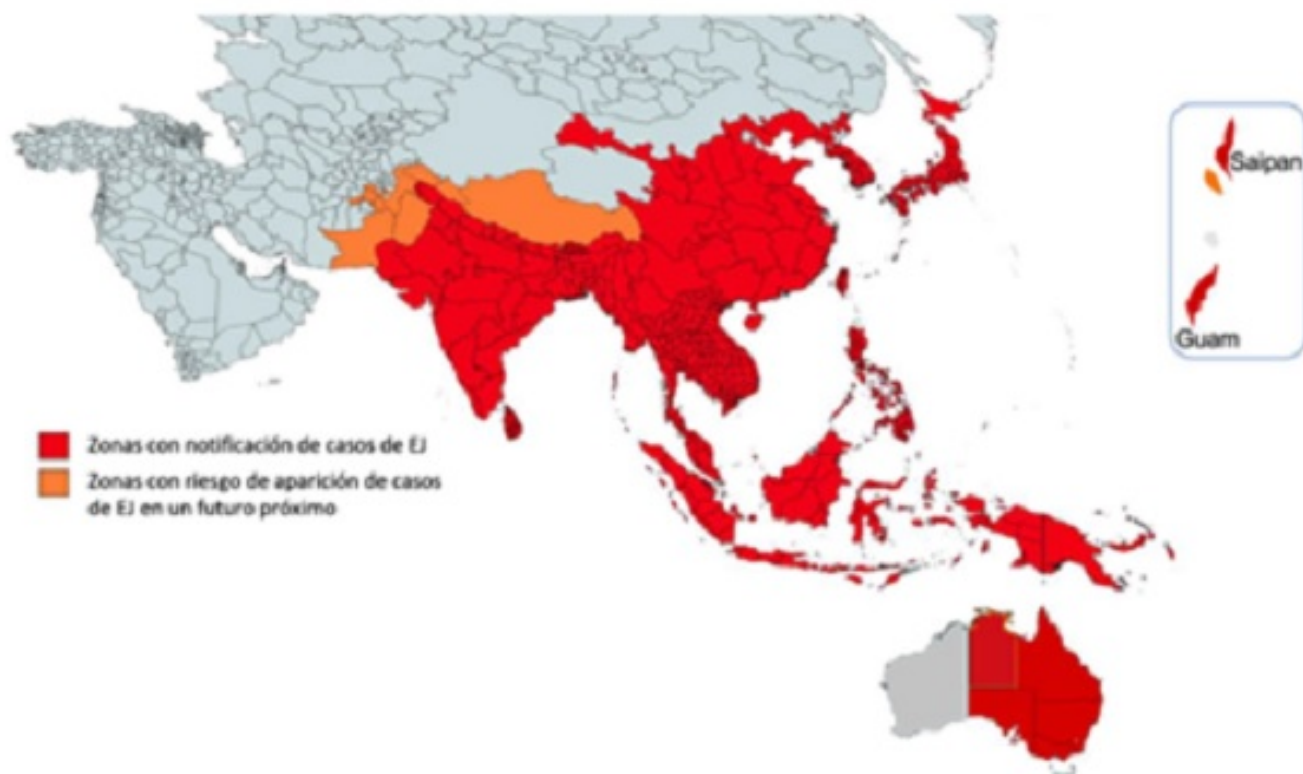 Saipan
Guam
Zonas con notificación de casos de EJ
Zonas con riesgo de aparición de casos
de EJ en un futuro próximo